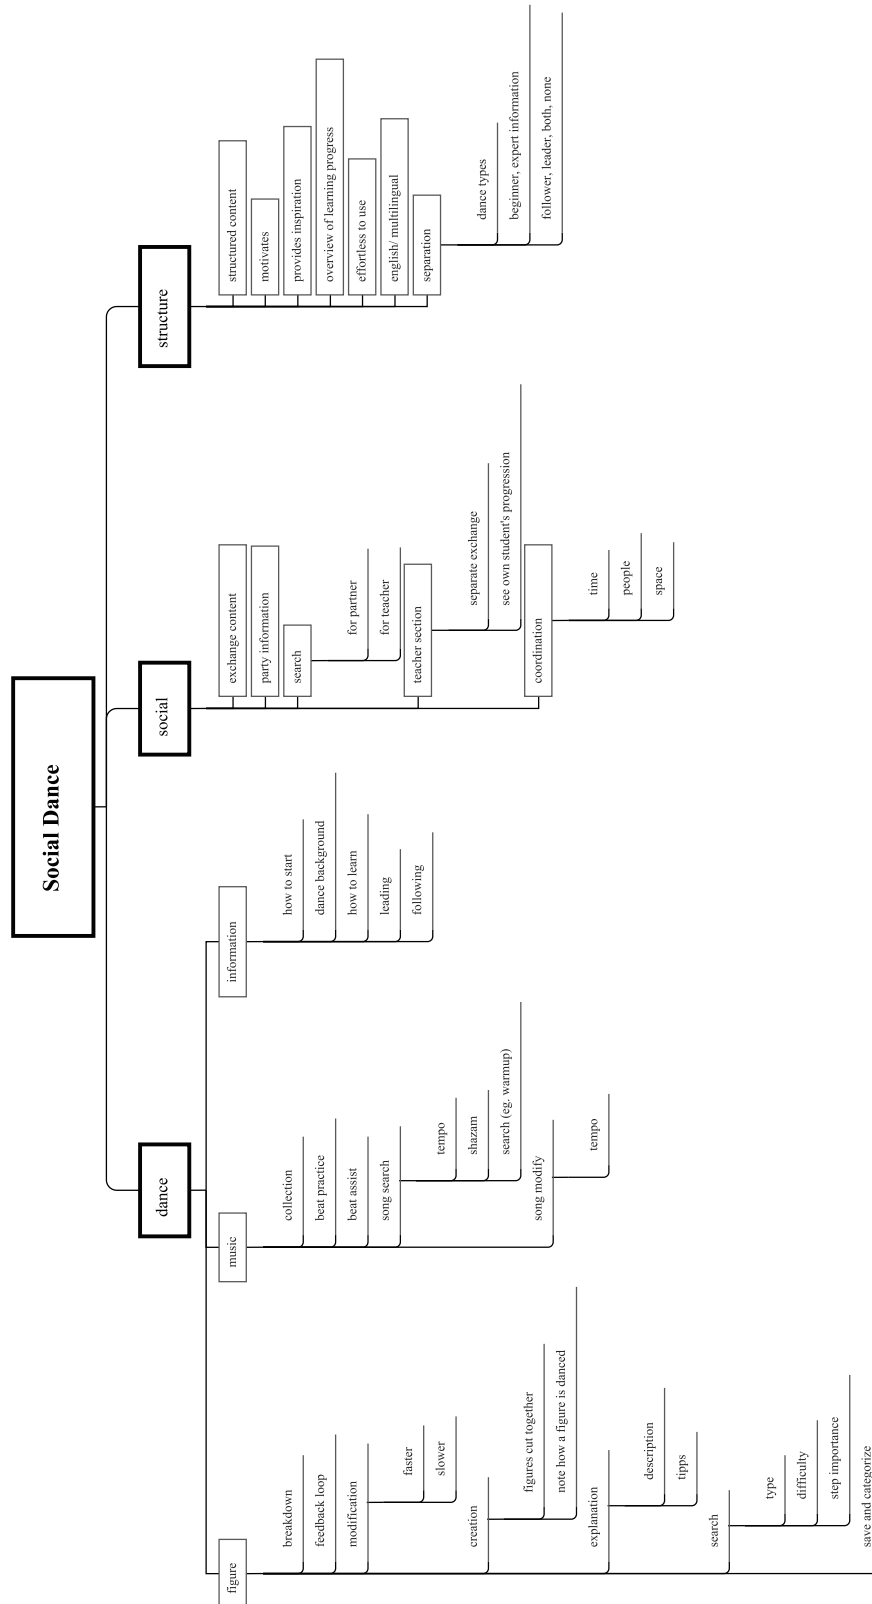 Social Dance
dance
figure
breakdown
feedback loop
modification
faster
slower
creation
figures cut together
note how a figure is danced
explanation
description
tipps
search
type
difficulty
step importance
save and categorize
music
collection
beat practice
beat assist
song search
tempo
shazam
search (eg. warmup)
song modify
tempo
information
how to start
dance background
how to learn
leading
following
social
exchange content
party information
search
for partner
for teacher
teacher section
separate exchange
see own student's progression
coordination
time
people
space
structure
structured content
motivates
provides inspiration
overview of learning progress
effortless to use
english/ multilingual
separation
dance types
beginner, expert information
follower, leader, both, none